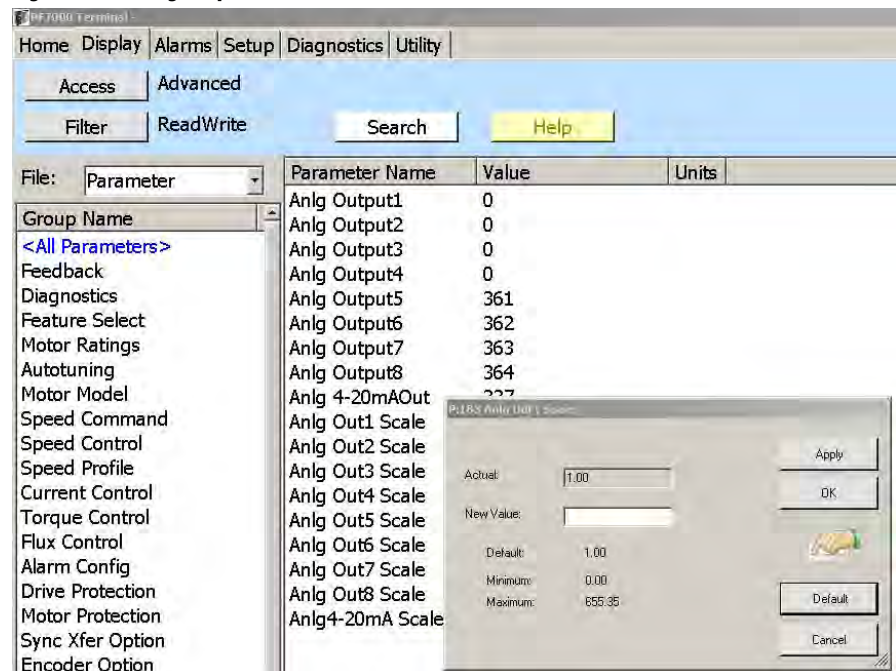 PF7000 Terminal -
Home Display Alarms Setup Diagnostics Utility
Access Advanced
Filter ReadWrite Search Help
File: Parameter
Group Name
<All Parameters>
Feedback
Diagnostics
Feature Select
Motor Ratings
Autotuning
Motor Model
Speed Command
Speed Control
Speed Profile
Current Control
Torque Control
Flux Control
Alarm Config
Drive Protection
Motor Protection
Sync Xfer Option
Encoder Option
Parameter Name Value Units
Anlg Output1 0
Anlg Output2 0
Anlg Output3 0
Anlg Output4 0
Anlg Output5 361
Anlg Output6 362
Anlg Output7 363
Anlg Output8 364
Anlg 4-20mAOut
Anlg Out1 Scale
Anlg Out2 Scale
Anlg Out3 Scale
Anlg Out4 Scale
Anlg Out5 Scale
Anlg Out6 Scale
Anlg Out7 Scale
Anlg Out8 Scale
Anlg4-20mA Scale
P:183 Anlg Out1 Scale
Actual: 1.00
New Value:
Default: 1.00
Minimum: 0.00
Maximum: 655.35
Apply
OK
Default
Cancel